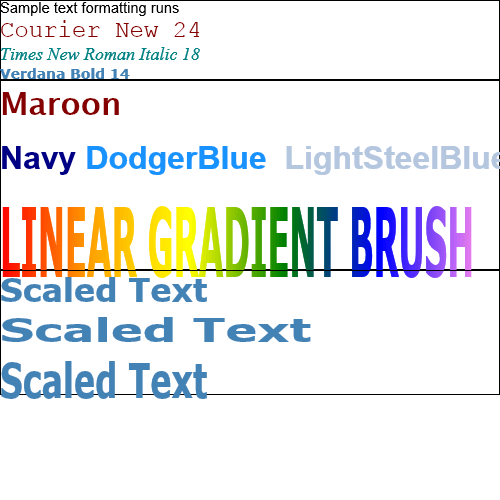 Sample text formatting runs
Courier New 24
Times New Roman Italic 18
Verdana Bold 14
Maroon
Navy DodgerBlue LightSteelBlue
LINEAR GRADIENT BRUSH
Scaled Text
Scaled Text
Scaled Text